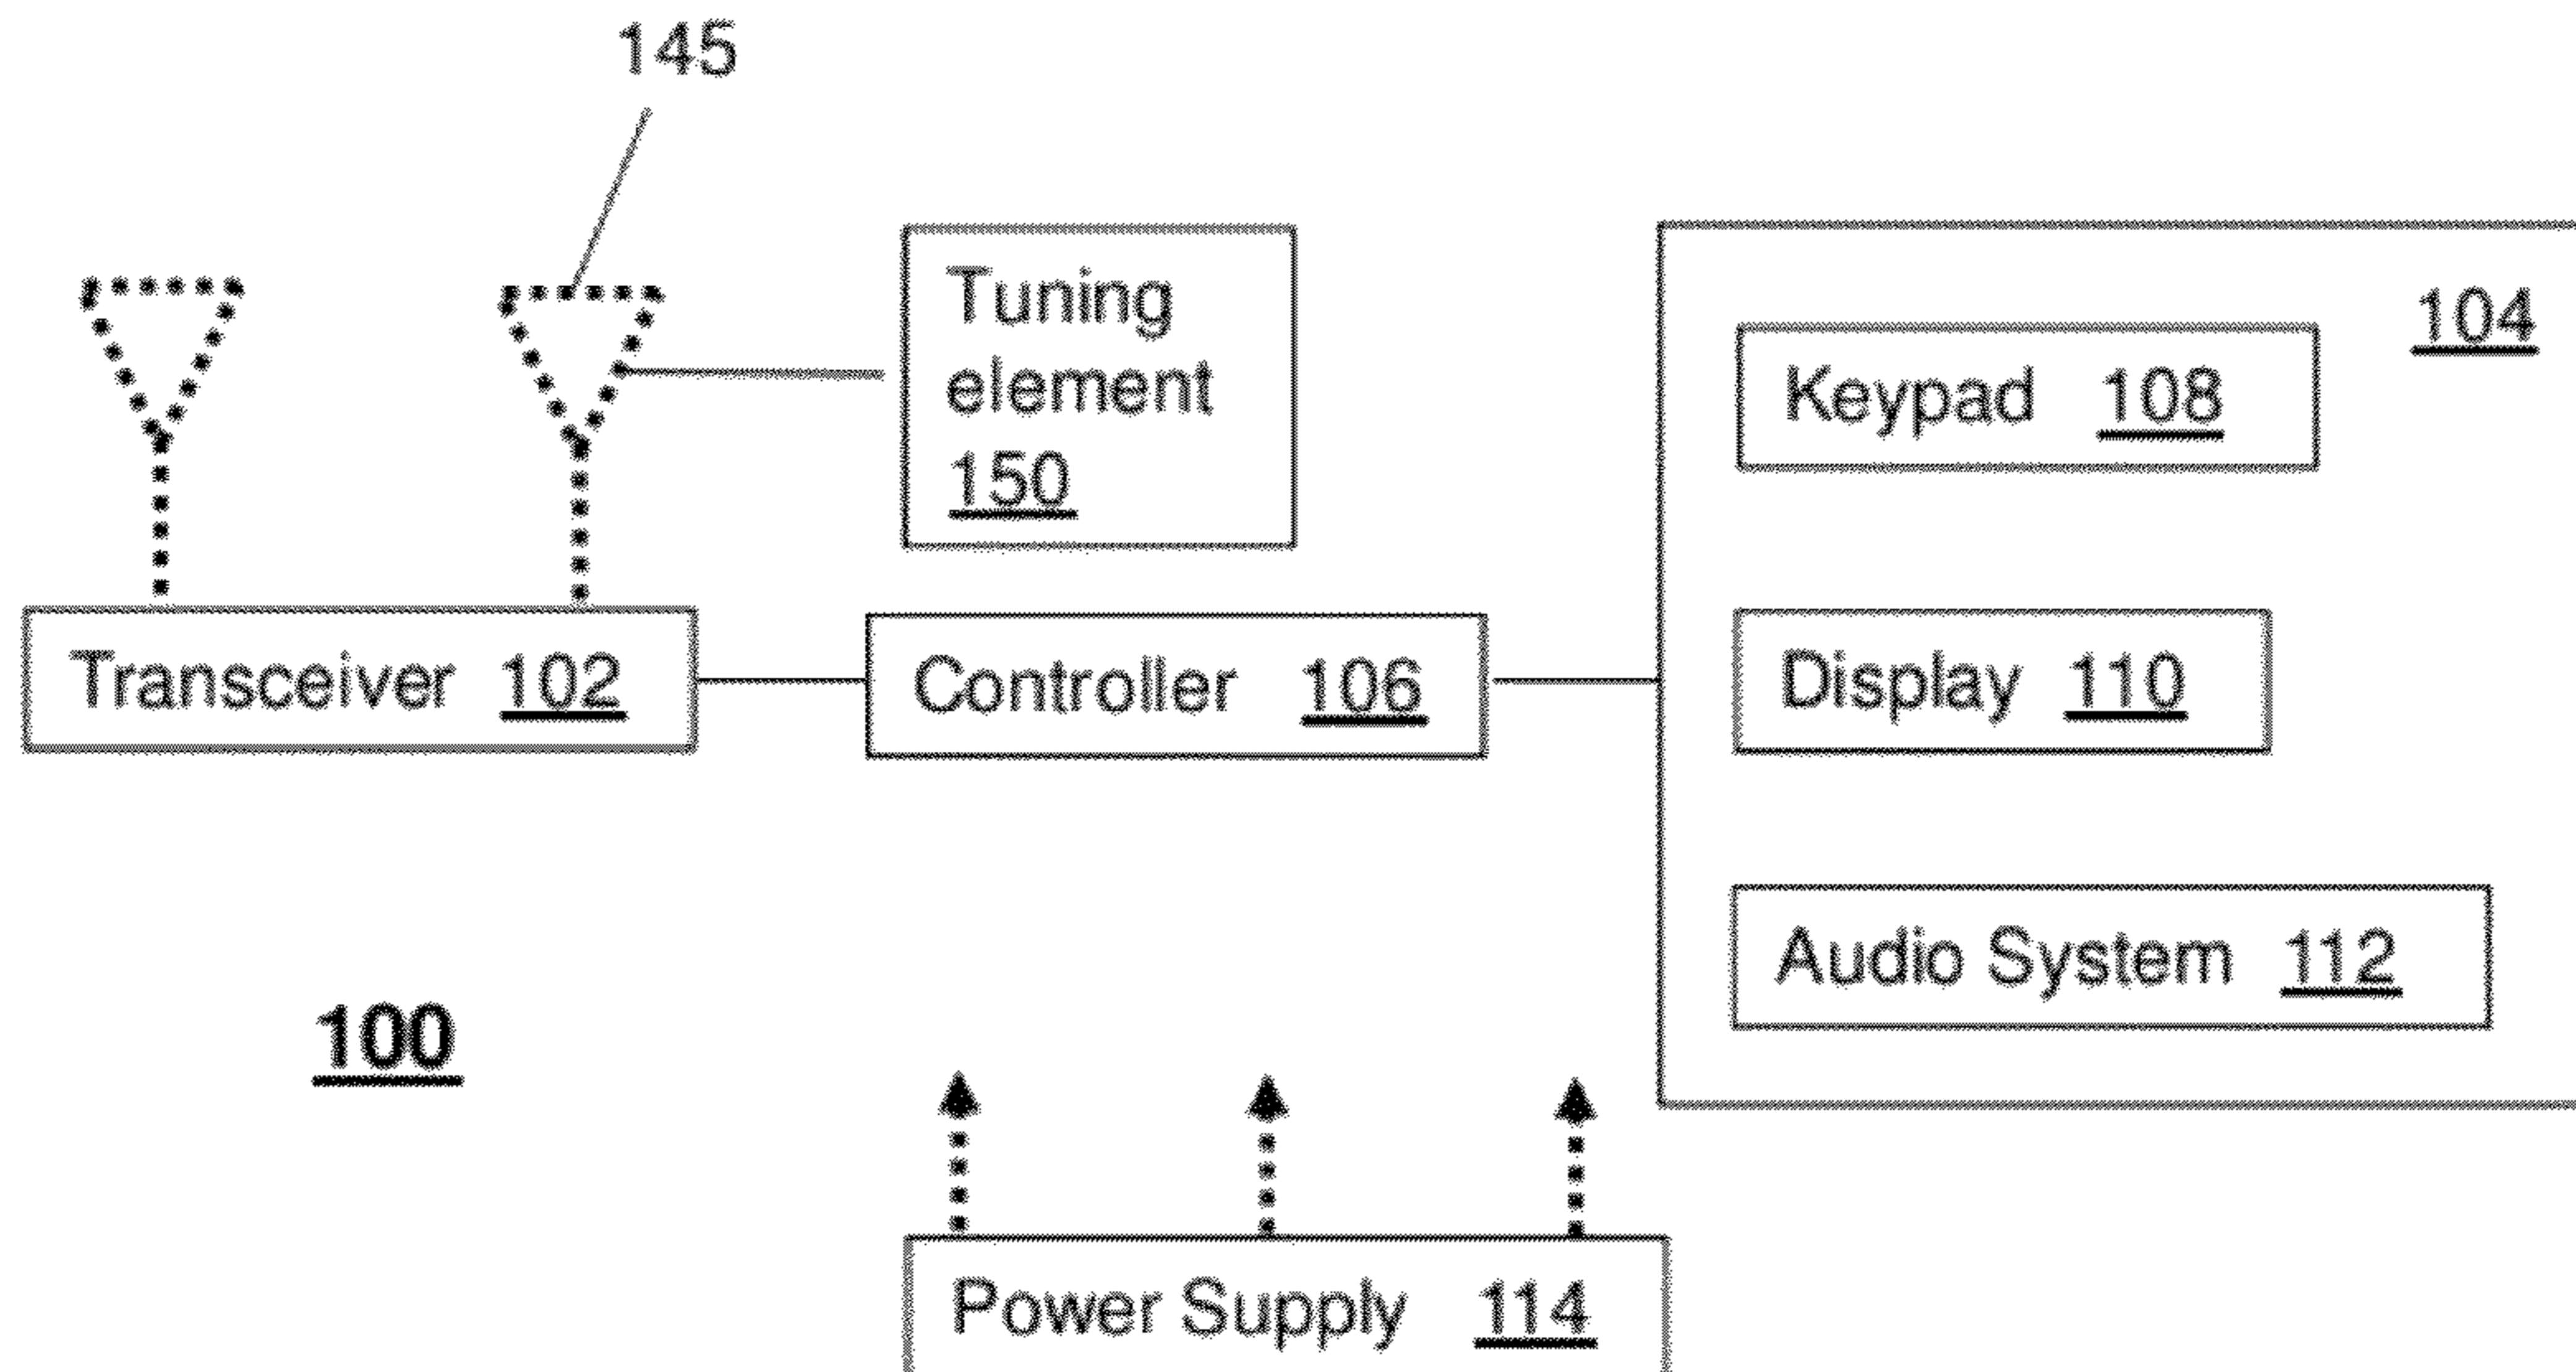 145
Tuning
element
150
104
Keypad 108
Transceiver 102
Controller 106
Display 110
Audio System 112
100
Power Supply 114